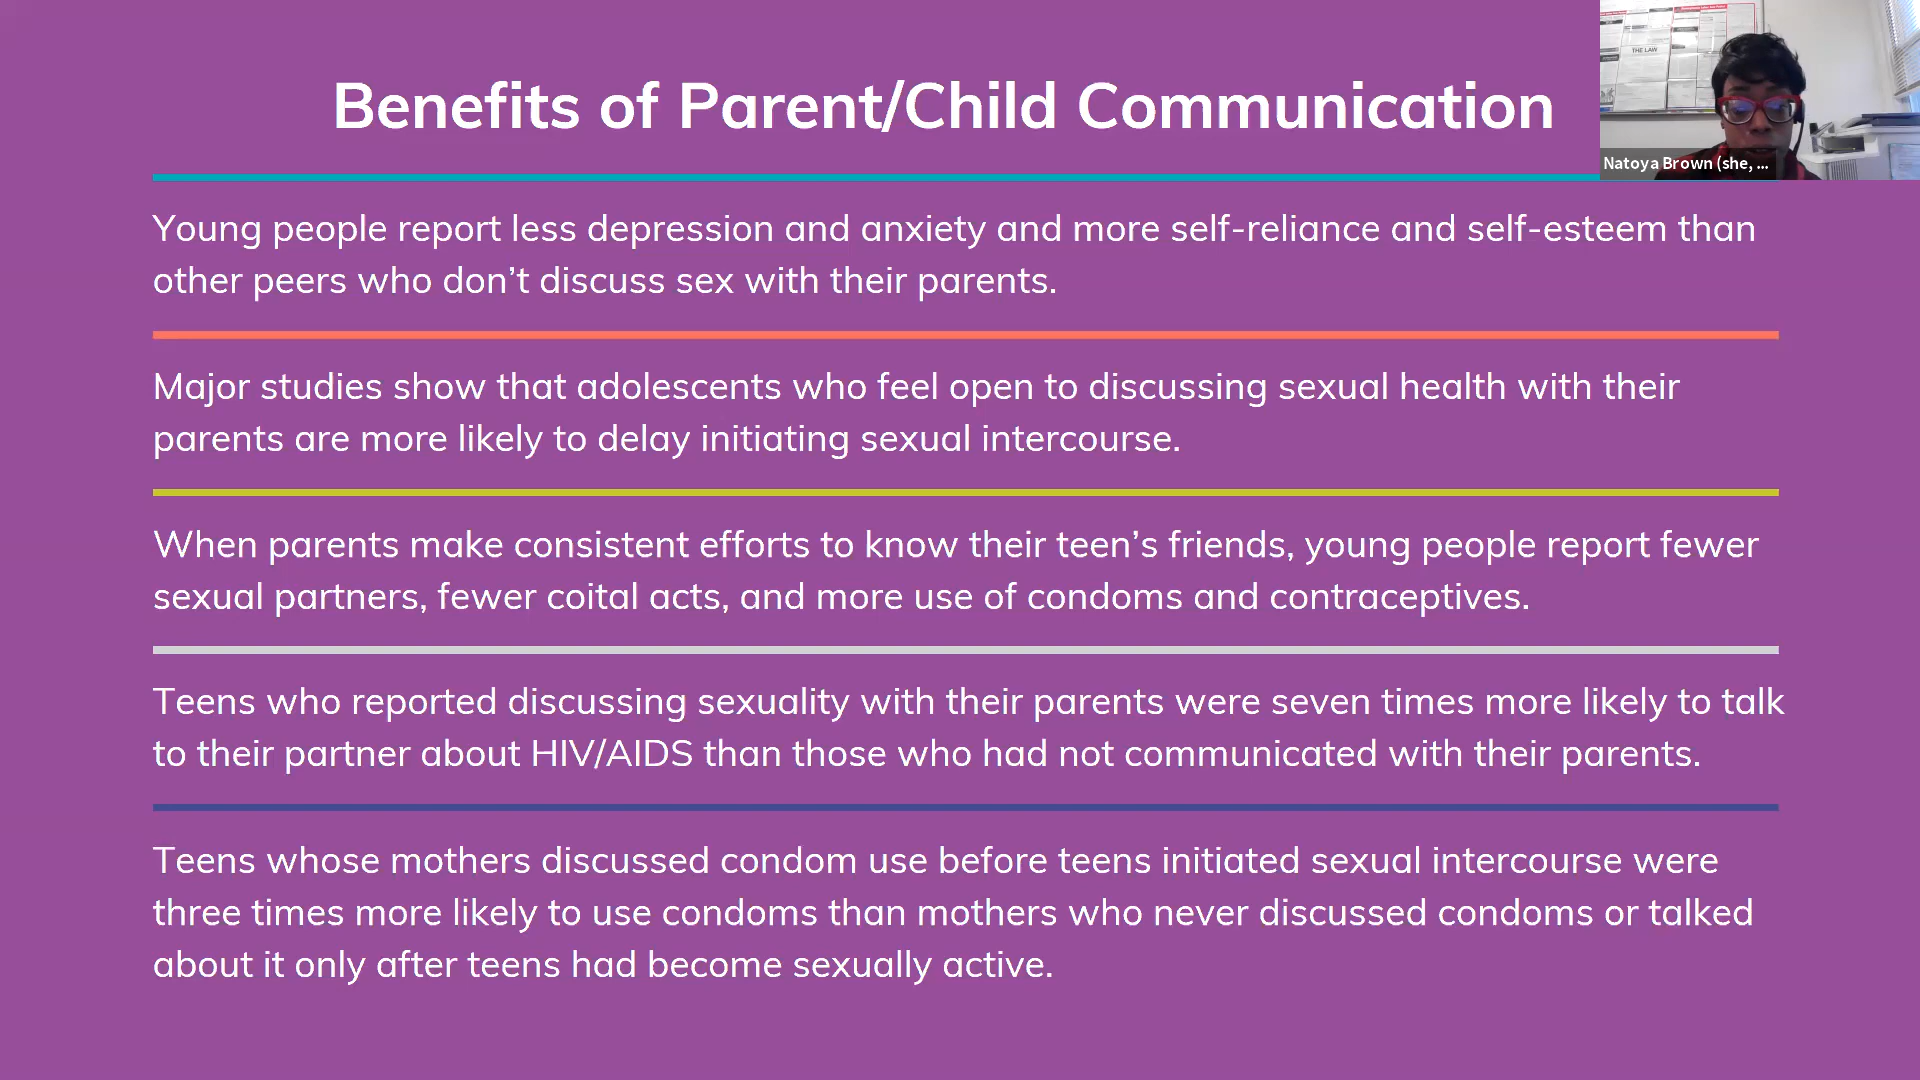 Benefits of Parent/Child Communication
THE LAW
Natoya Brown (she, ...
Young people report less depression and anxiety and more self-reliance and self-esteem than
other peers who don’t discuss sex with their parents.
Major studies show that adolescents who feel open to discussing sexual health with their
parents are more likely to delay initiating sexual intercourse.
When parents make consistent efforts to know their teen’s friends, young people report fewer
sexual partners, fewer coital acts, and more use of condoms and contraceptives.
Teens who reported discussing sexuality with their parents were seven times more likely to talk
to their partner about HIV/AIDS than those who had not communicated with their parents.
Teens whose mothers discussed condom use before teens initiated sexual intercourse were
three times more likely to use condoms than mothers who never discussed condoms or talked
about it only after teens had become sexually active.